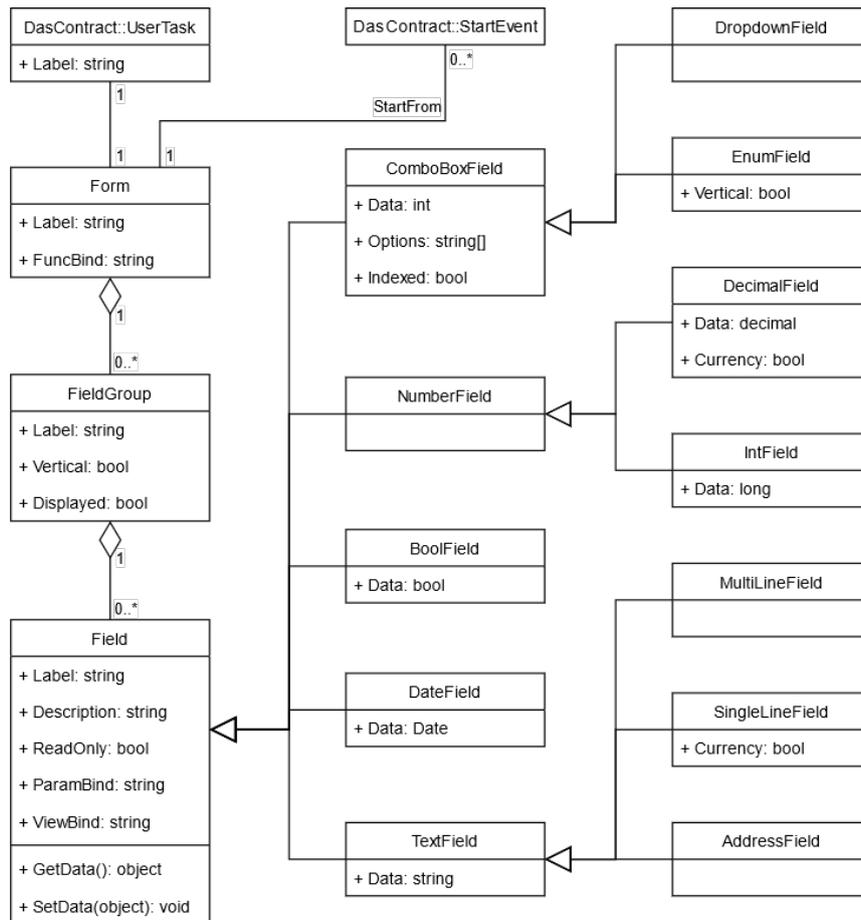 DasContract::UserTask
+ Label: string
1
1
DasContract::StartEvent
0..*
StartFrom
1
Form
+ Label: string
+ FuncBind: string
1
0..*
FieldGroup
+ Label: string
+ Vertical: bool
+ Displayed: bool
1
0..*
Field
+ Label: string
+ Description: string
+ ReadOnly: bool
+ ParamBind: string
+ ViewBind: string
+ GetData(): object
+ SetData(object): void
ComboBoxField
+ Data: int
+ Options: string[]
+ Indexed: bool
NumberField
BoolField
+ Data: bool
DateField
+ Data: Date
TextField
+ Data: string
DropdownField
EnumField
+ Vertical: bool
DecimalField
+ Data: decimal
+ Currency: bool
IntField
+ Data: long
MultiLineField
SingleLineField
+ Currency: bool
AddressField